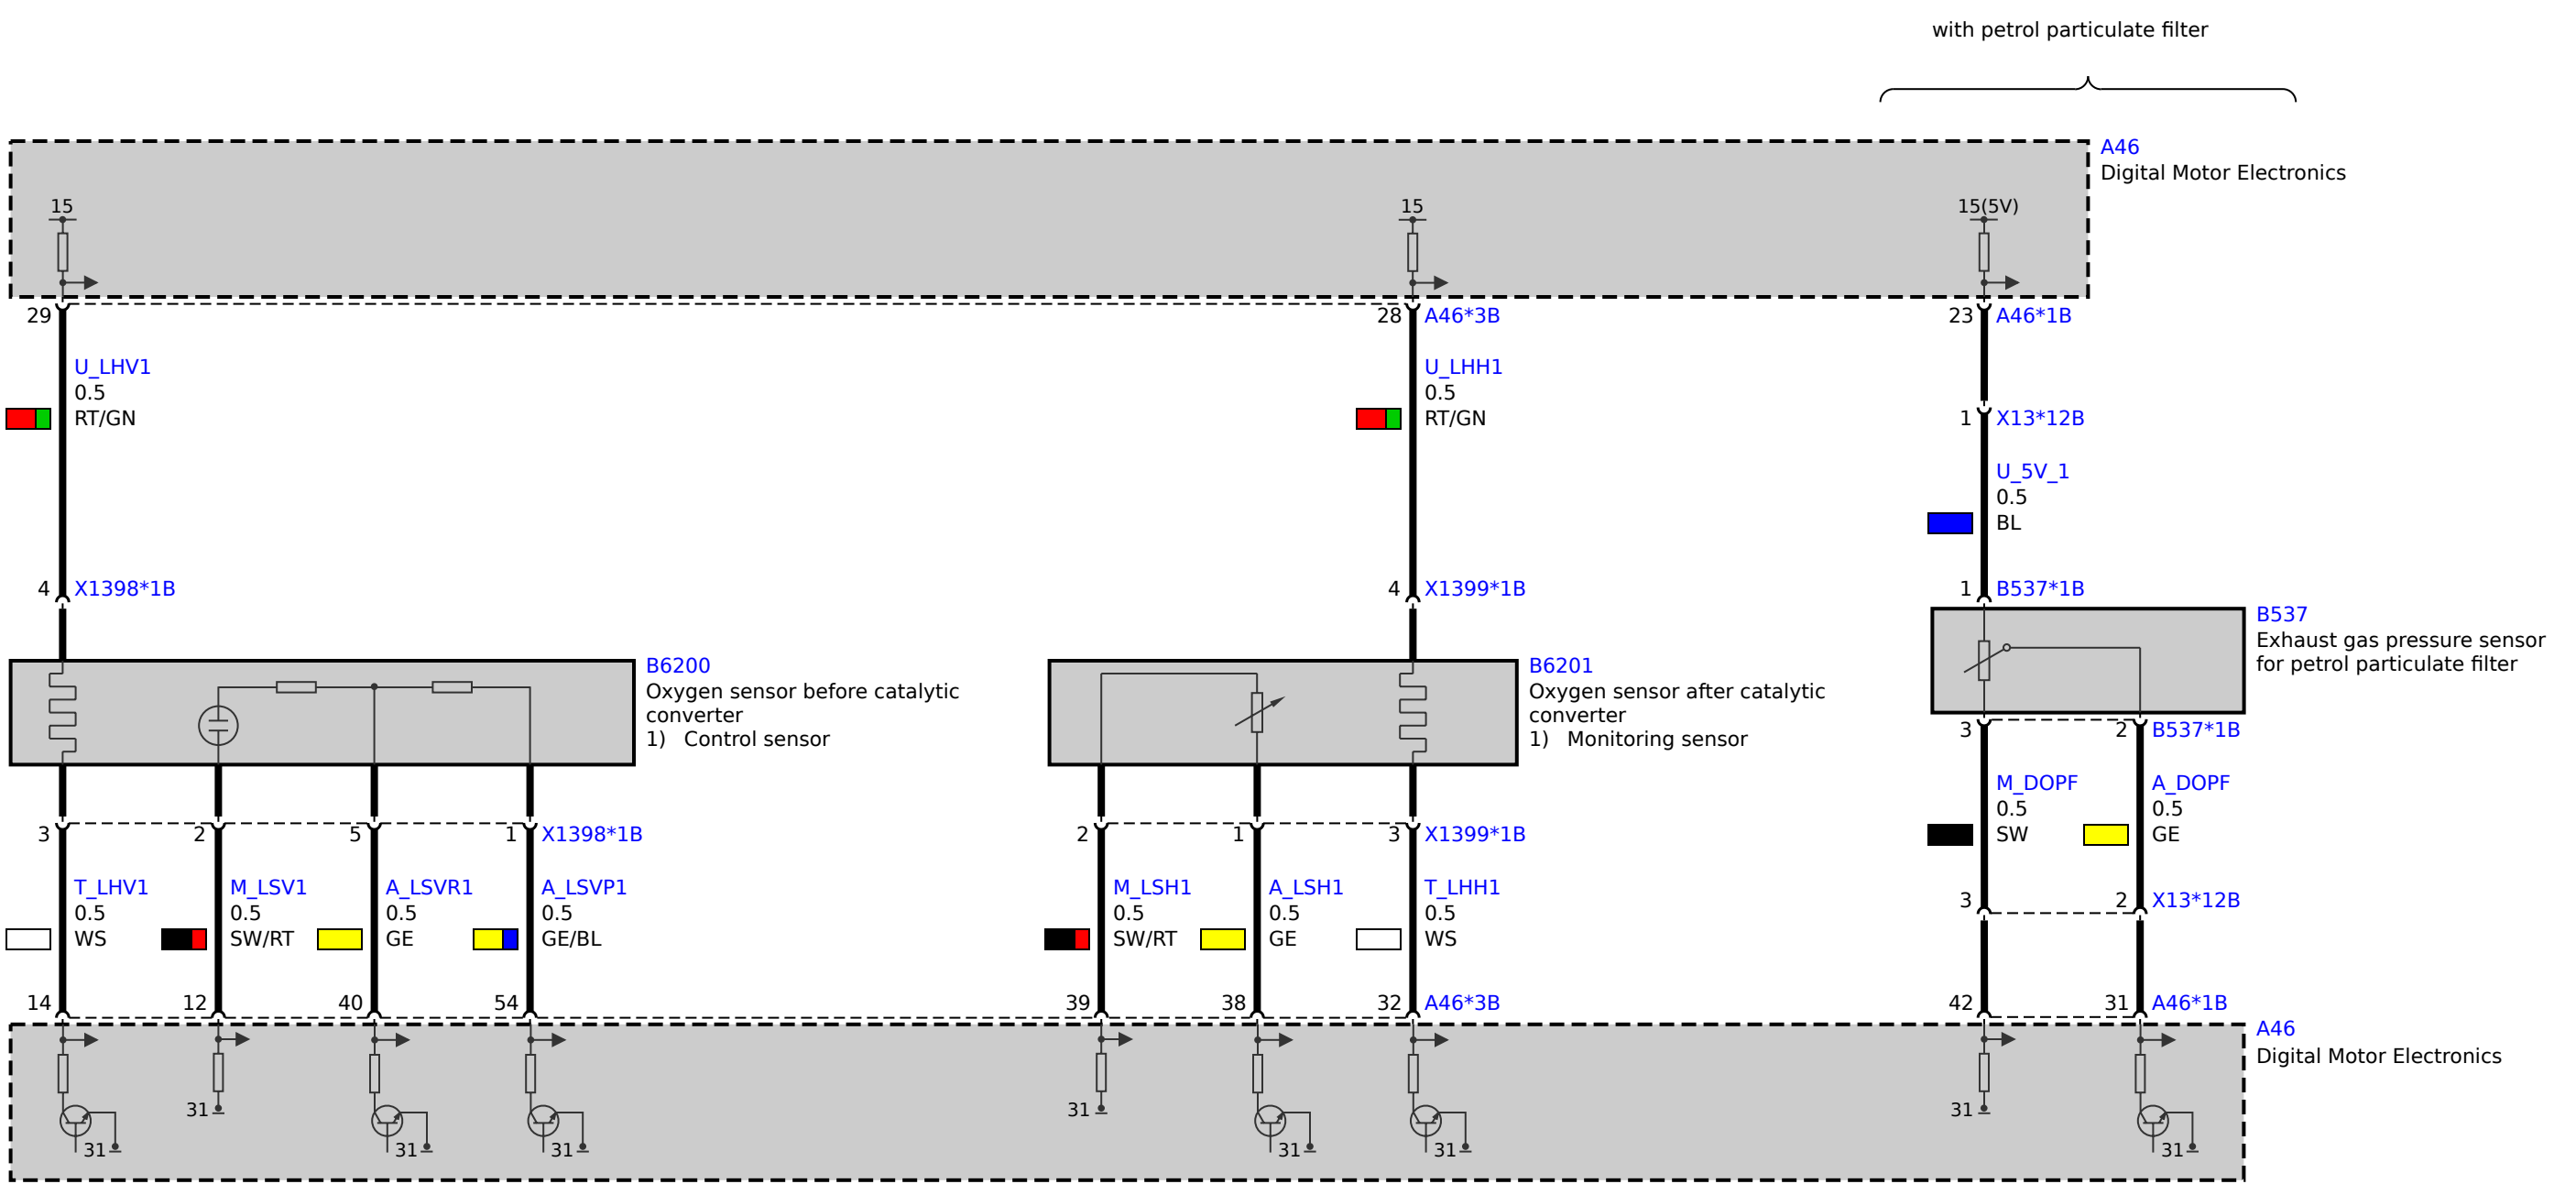 with petrol particulate filter
A46
Digital Motor Electronics
15
15
15(5V)
29
28
A46*3B
23
A46*1B
U_LHV1
0.5
RT/GN
U_LHH1
0.5
RT/GN
1
X13*12B
U_5V_1
0.5
BL
4
X1398*1B
4
X1399*1B
1
B537*1B
B6200
Oxygen sensor before catalytic
converter
1) Control sensor
B6201
Oxygen sensor after catalytic
converter
1) Monitoring sensor
B537
Exhaust gas pressure sensor
for petrol particulate filter
3
2
B537*1B
M_DOPF
0.5
SW
A_DOPF
0.5
GE
3
2
5
1
X1398*1B
2
1
3
X1399*1B
T_LHV1
0.5
WS
M_LSV1
0.5
SW/RT
A_LSVR1
0.5
GE
A_LSVP1
0.5
GE/BL
M_LSH1
0.5
SW/RT
A_LSH1
0.5
GE
T_LHH1
0.5
WS
3
2
X13*12B
14
12
40
54
39
38
32
A46*3B
42
31
A46*1B
A46
Digital Motor Electronics
31
31
31
31
31
31
31
31
31